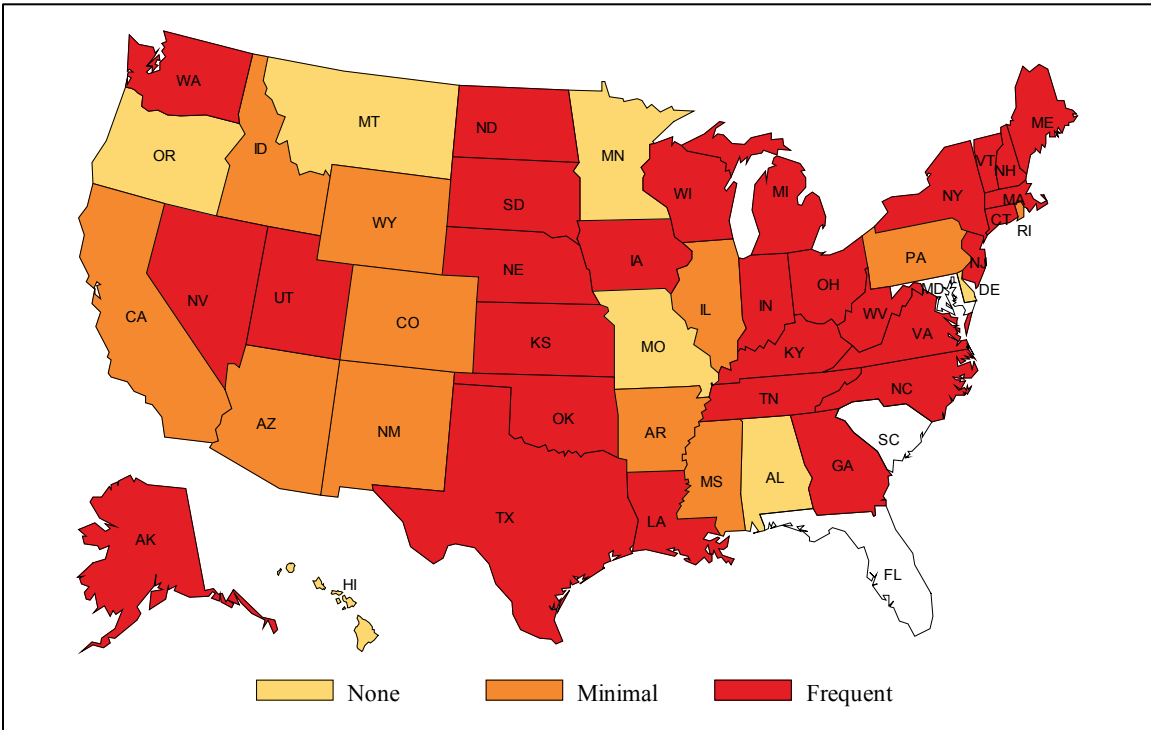 WA
MT
ND
MN
ME
OR
ID
VT
NH
WI
MI
NY
MA
SD
WY
CT
RI
IA
PA
NE
NJ
NV
UT
IL
IN
OH
MD
DE
CA
CO
WV
VA
KS
MO
KY
NC
TN
AZ
NM
OK
AR
SC
MS
AL
GA
TX
LA
AK
FL
HI
None Minimal Frequent